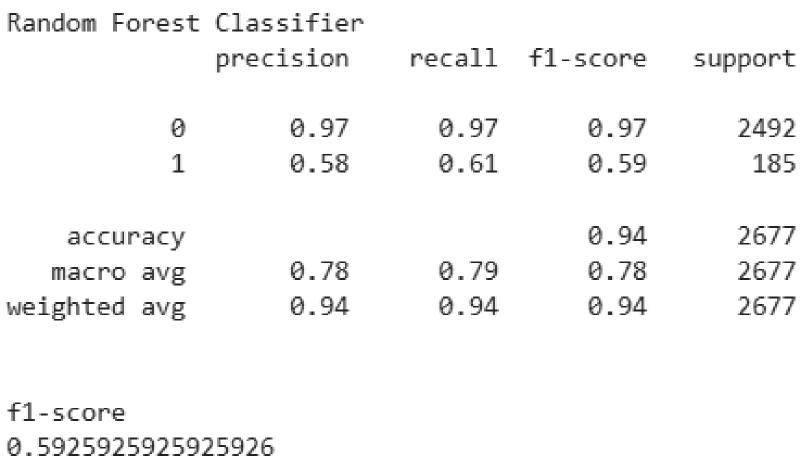 Random Forest Classifier
precision recall f1-score support
0 0.97 0.97 0.97 2492
1 0.58 0.61 0.59 185
accuracy 0.94 2677
macro avg 0.78 0.79 0.78 2677
weighted avg 0.94 0.94 0.94 2677
f1-score
0.5925925925925926